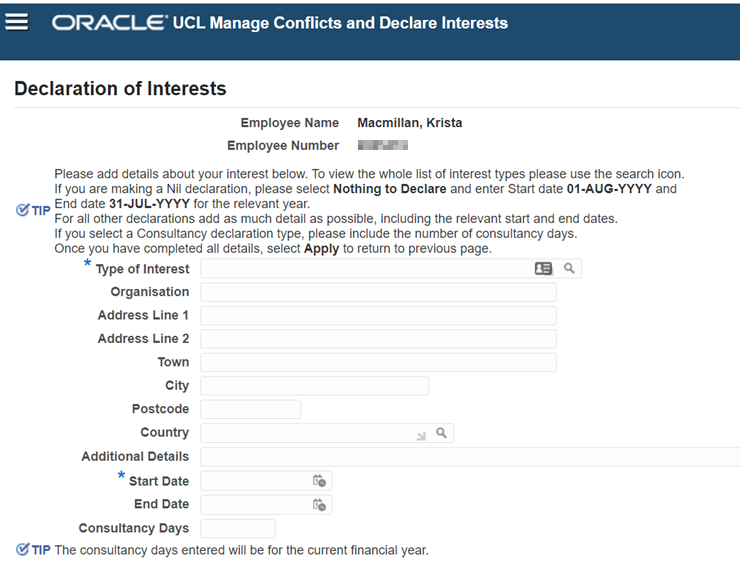 ORACLE® UCL Manage Conflicts and Declare Interests
Declaration of Interests
Employee Name Macmillan, Krista
Employee Number
Please add details about your interest below. To view the whole list of interest types please use the search icon.
If you are making a Nil declaration, please select Nothing to Declare and enter Start date 01-AUG-YYYY and
End date 31-JUL-YYYY for the relevant year.
TIP
For all other declarations add as much detail as possible, including the relevant start and end dates.
If you select a Consultancy declaration type, please include the number of consultancy days.
Once you have completed all details, select Apply to return to previous page.
* Type of Interest
Organisation
Address Line 1
Address Line 2
Town
City
Postcode
Country
Additional Details
* Start Date
End Date
Consultancy Days
TIP The consultancy days entered will be for the current financial year.